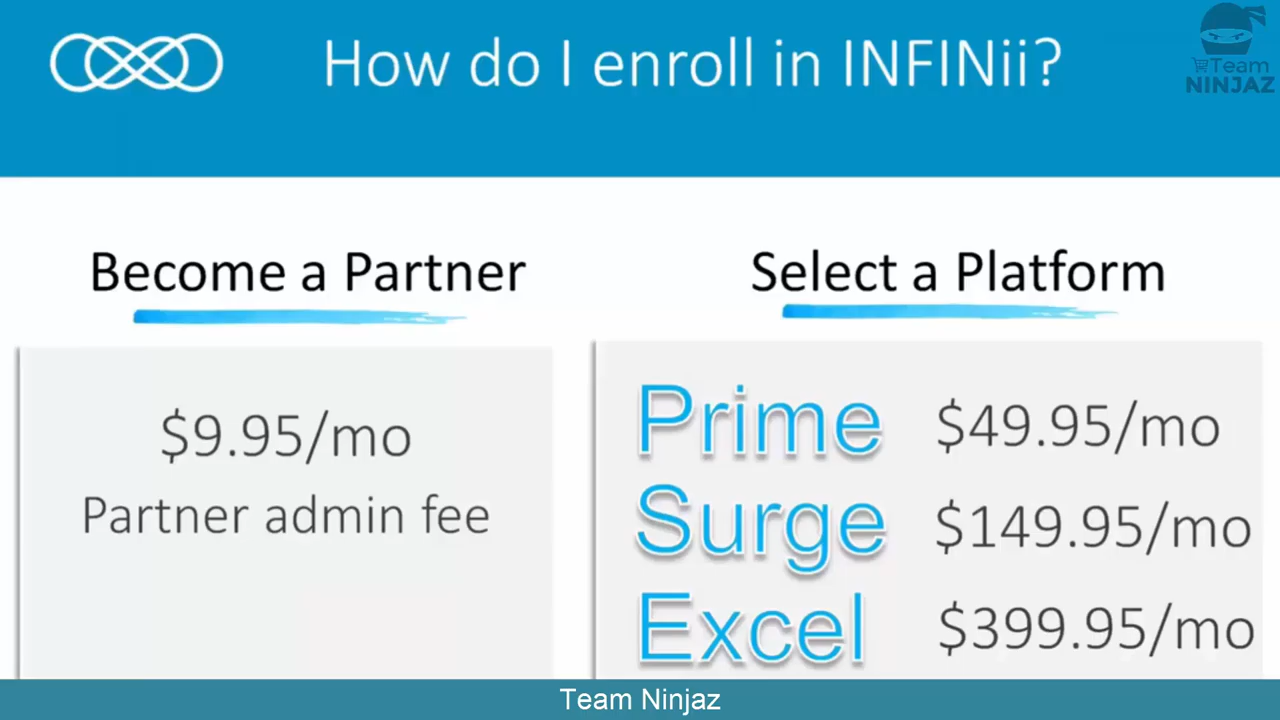 How do I enroll in INFINii?
Team
NINJAZ
Become a Partner
$9.95/mo
Partner admin fee
Select a Platform
Prime $49.95/mo
Surge $149.95/mo
Excel $399.95/mo
Team Ninjaz